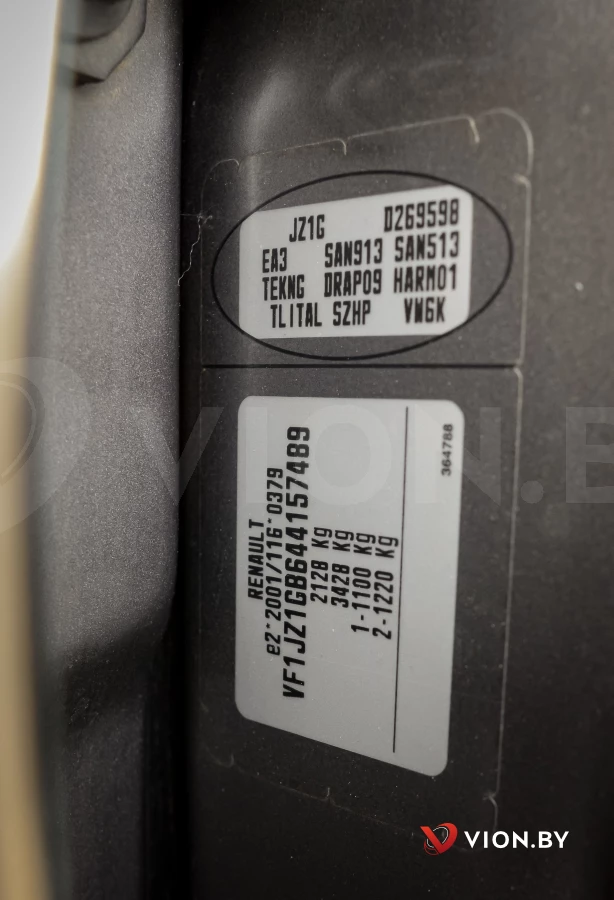 JZ1G D269598
EA3 SAN913 SAN513
TEKNG DRAP09 HARM01
TLITAL SZHP VW6K
RENAULT
e2*2001/116*0379
VF1JZ1GB644157489
2128 Kg
3428 Kg
1-1100 Kg
2-1220 Kg
364788
VION.B
VION.BY